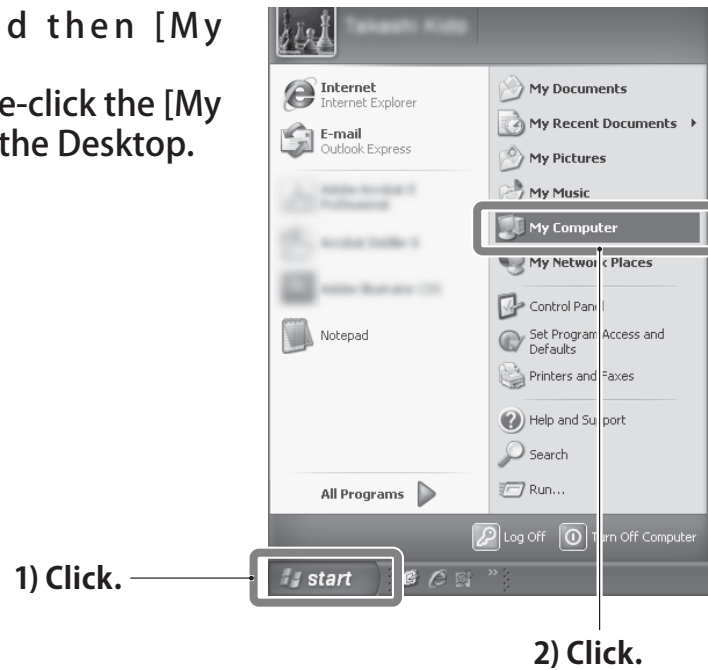 d then [My
e-click the [My
the Desktop.
Internet
Internet Explorer
E-mail
Outlook Express
Notepad
All Programs
My Documents
My Recent Documents
My Pictures
My Music
My Computer
My Network Places
Control Panel
Set Program Access and
Defaults
Printers and Faxes
Help and Support
Search
Run...
Log Off
Turn Off Computer
start
1) Click.
2) Click.